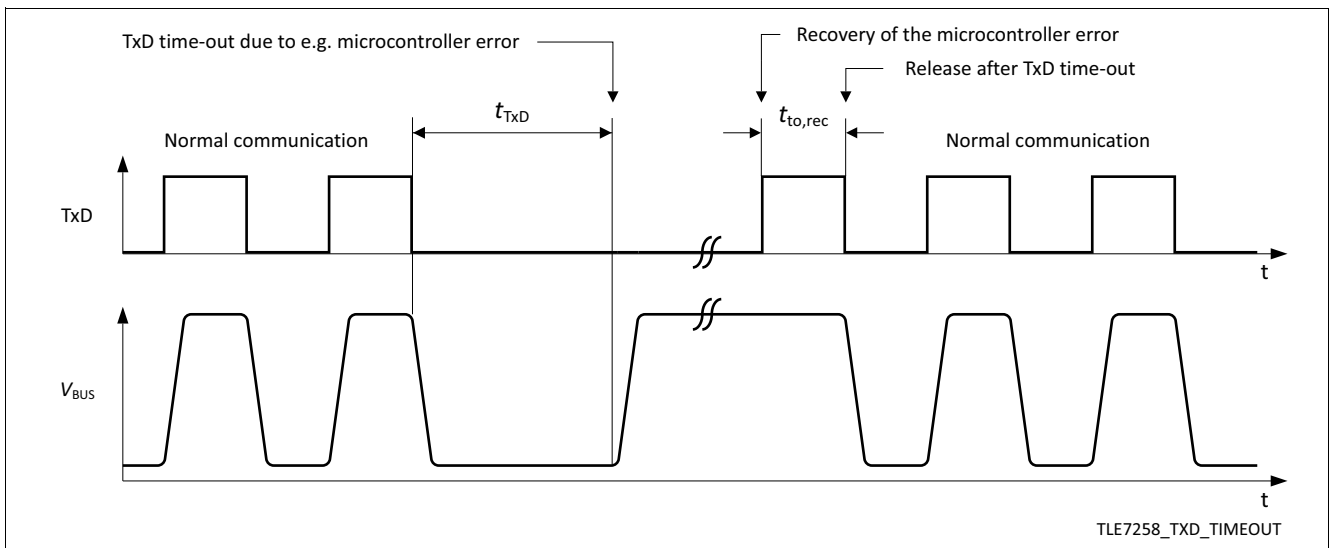 TxD time-out due to e.g. microcontroller error
Recovery of the microcontroller error
Release after TxD time-out
tTxD
tto,rec
Normal communication
Normal communication
TxD
t
VBUS
t
TLE7258_TXD_TIMEOUT